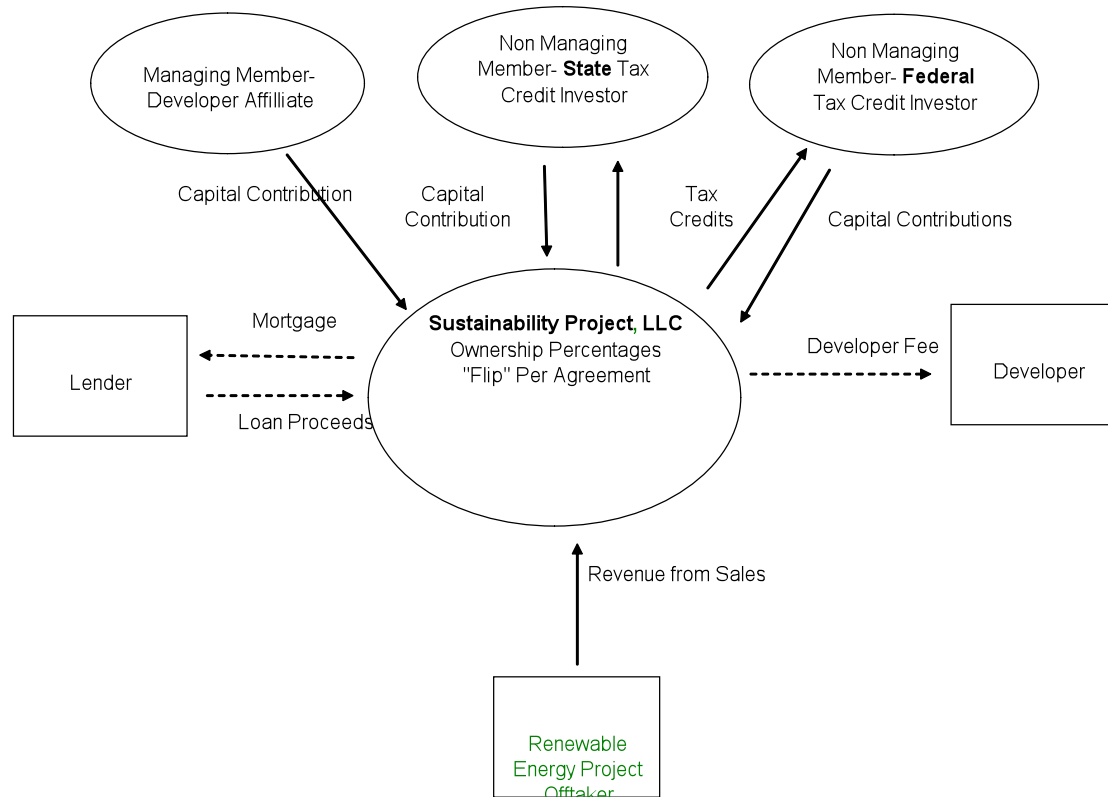 Managing Member-
Developer Affilliate
Non Managing
Member- State Tax
Credit Investor
Non Managing
Member- Federal
Tax Credit Investor
Capital Contribution
Capital
Contribution
Tax
Credits
Capital Contributions
Mortgage
Lender
Loan Proceeds
Sustainability Project, LLC
Ownership Percentages
"Flip" Per Agreement
Developer Fee
Developer
Revenue from Sales
Renewable
Energy Project
Offtaker